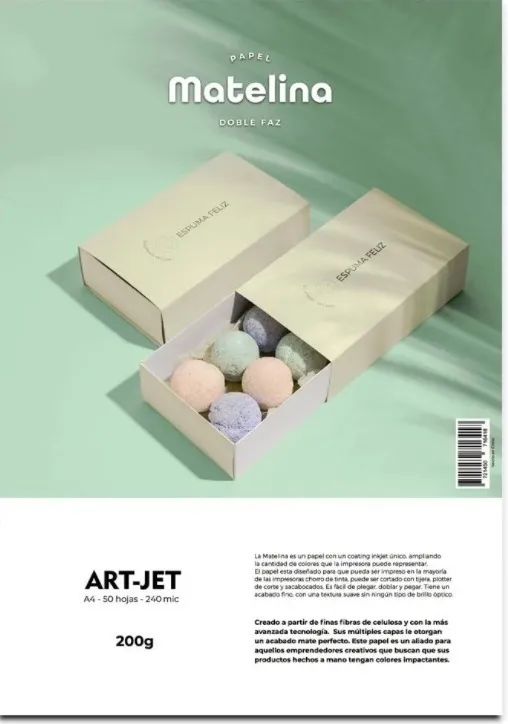 PAPEL
Matelina
DOBLE FAZ
ESPUMA FELIZ
ESPUMA FELIZ
ART-JET
A4 - 50 hojas - 240mic
200g
La Matelina es un papel con un coating inkjet único, ampliando
la cantidad de colores que la impresora puede representar.
El papel esta diseñado para que pueda ser impreso en la mayoría
de las impresoras chorro de tinta, puede ser cortado con tijera, plotter
de corte y sacabocados. Es fácil de plegar, doblar y pegar. Tiene un
acabado fino, con una textura suave sin ningún tipo de brillo óptico.
Creado a partir de finas fibras de celulosa y con la más
avanzada tecnología. Sus múltiples capas le otorgan
un acabado mate perfecto. Este papel es un aliado para
aquellos emprendedores creativos que buscan que sus
productos hechos a mano tengan colores impactantes.